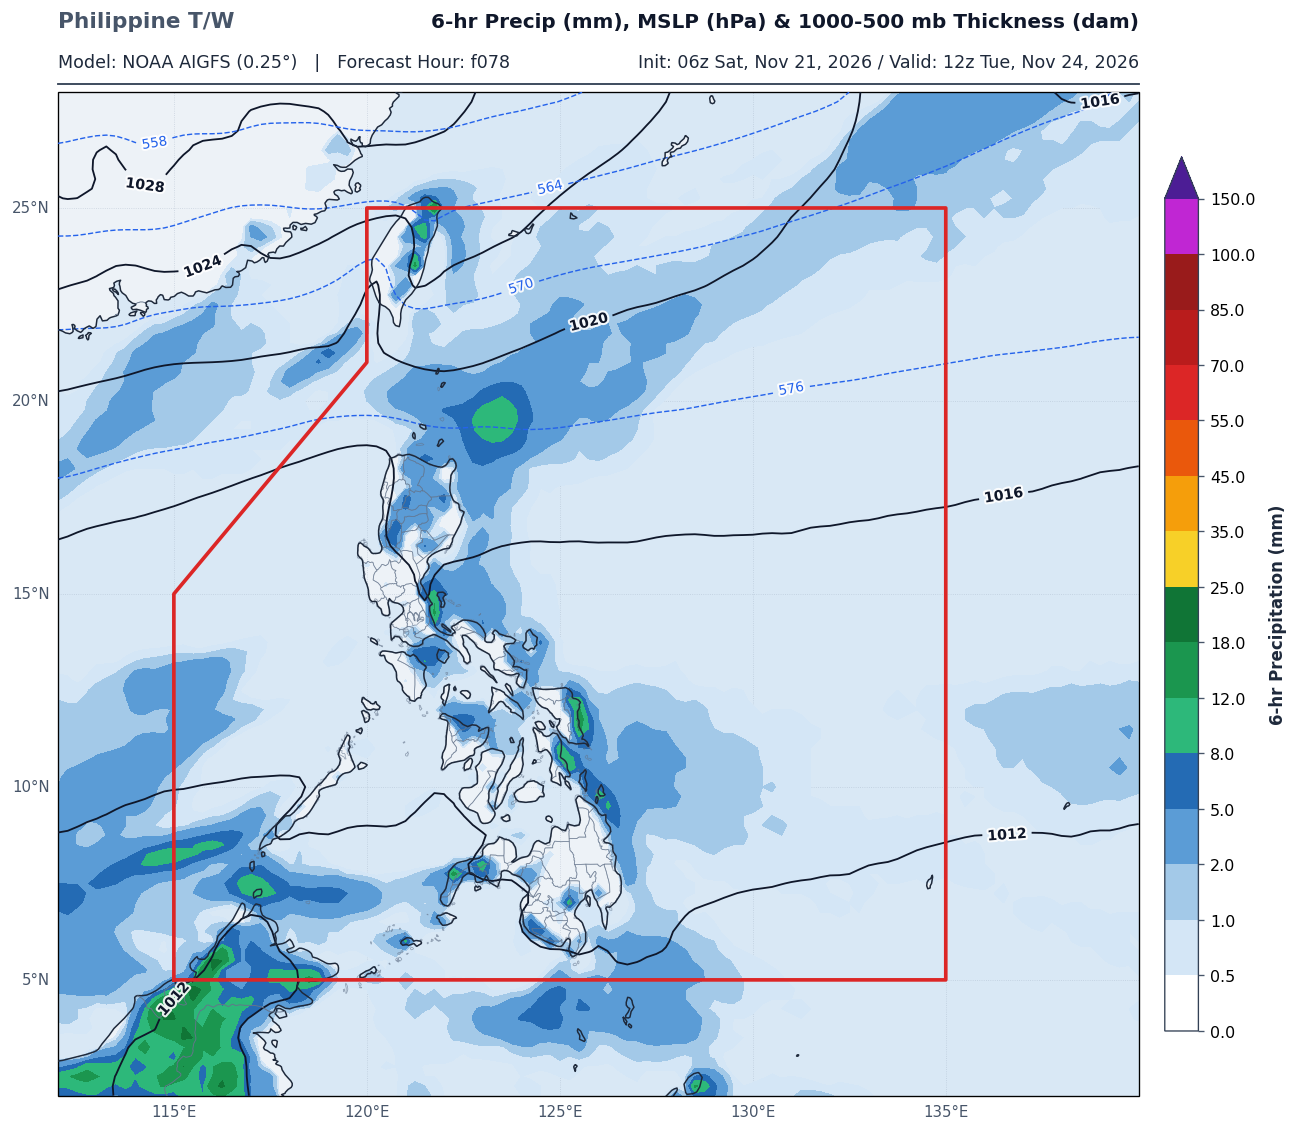 Philippine T/W
6-hr Precip (mm), MSLP (hPa) & 1000-500 mb Thickness (dam)
Model: NOAA AIGFS (0.25°) | Forecast Hour: f078
Init: 06z Sat, Nov 21, 2026 / Valid: 12z Tue, Nov 24, 2026
1016
558
1028
564
25°N
1024
570
1020
576
20°N
1016
15°N
10°N
1012
5°N
1012
115°E
120°E
125°E
130°E
135°E
150.0
100.0
85.0
70.0
55.0
45.0
35.0
25.0
18.0
12.0
8.0
5.0
2.0
1.0
0.5
0.0
6-hr Precipitation (mm)